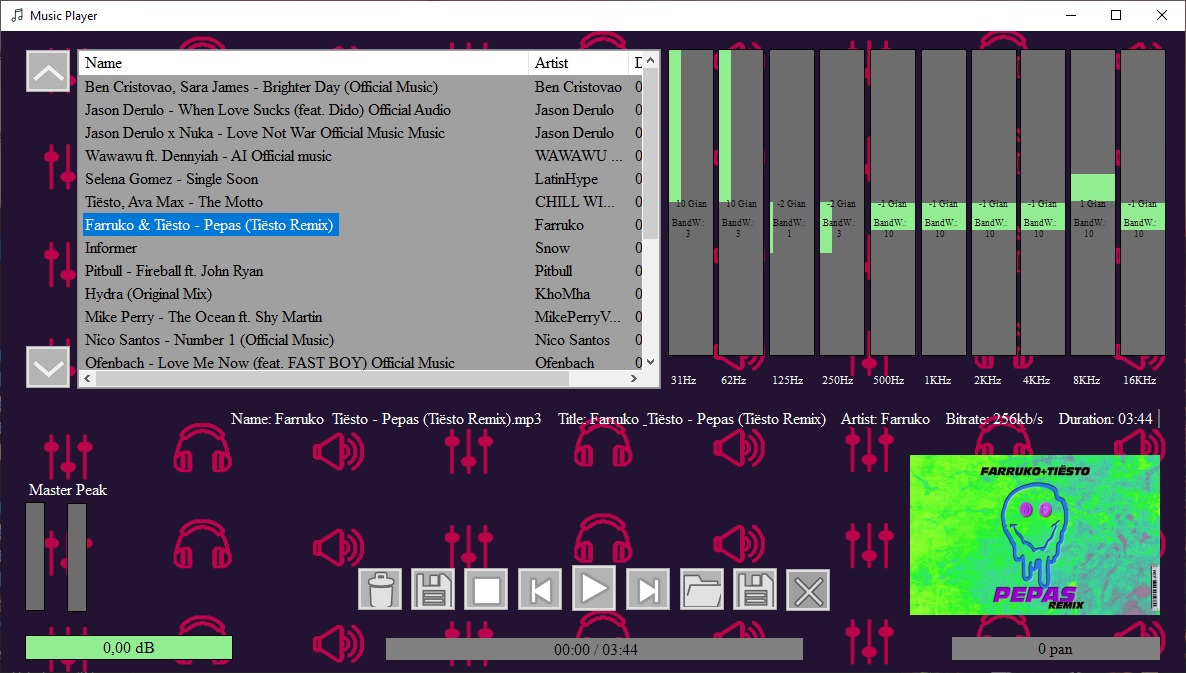 Music Player
Name Artist D
Ben Cristovao, Sara James - Brighter Day (Official Music) Ben Cristovao 0
Jason Derulo - When Love Sucks (feat. Dido) Official Audio Jason Derulo 0
Jason Derulo x Nuka - Love Not War Official Music Music Jason Derulo 0
Wawawu ft. Dennyiah - AI Official music WAWAWU ... 0
Selena Gomez - Single Soon LatinHype 0
Tiësto, Ava Max - The Motto CHILL WI... 0
Farruko & Tiësto - Pepas (Tiësto Remix) Farruko 0
Informer Snow 0
Pitbull - Fireball ft. John Ryan Pitbull 0
Hydra (Original Mix) KhoMha 0
Mike Perry - The Ocean ft. Shy Martin MikePerryV... 0
Nico Santos - Number 1 (Official Music) Nico Santos 0
Ofenbach - Love Me Now (feat. FAST BOY) Official Music Ofenbach 0
10 Gian 10 Gian -2 Gian -2 Gian -1 Gian -1 Gian -1 Gian -1 Gian 1 Gian -1 Gian
BandW.: BandW.: BandW.: BandW.: BandW.: BandW.: BandW.: BandW.: BandW.: BandW.:
3 3 1 3 10 10 10 10 10 10
31Hz 62Hz 125Hz 250Hz 500Hz 1KHz 2KHz 4KHz 8KHz 16KHz
Name: Farruko Tiësto - Pepas (Tiësto Remix).mp3 Title: Farruko _Tiësto - Pepas (Tiësto Remix) Artist: Farruko Bitrate: 256kb/s Duration: 03:44 |
Master Peak
FARRUKO+TIËSTO
PEPAS
REMIX
0,00 dB
00:00 / 03:44
0 pan